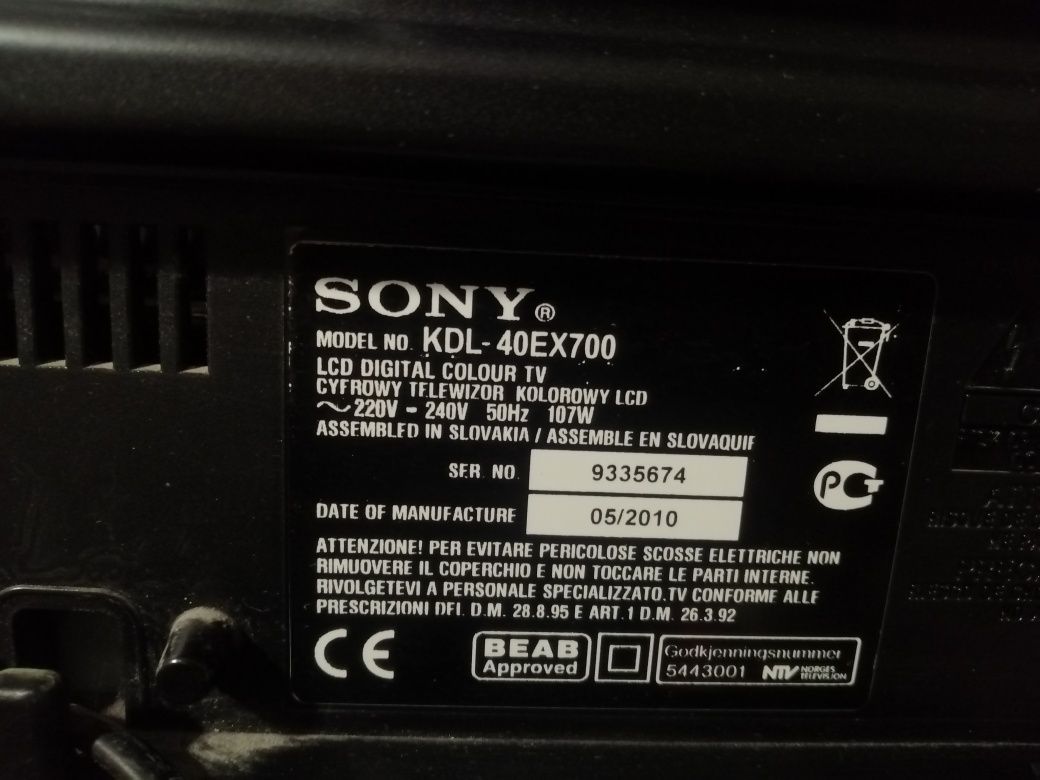 SONY®
MODEL NO. KDL-40EX700
LCD DIGITAL COLOUR TV
CYFROWY TELEWIZOR KOLOROWY LCD
~220V - 240V 50Hz 107W
ASSEMBLED IN SLOVAKIA / ASSEMBLE EN SLOVAQUIE
SER. NO. 9335674
DATE OF MANUFACTURE 05/2010
ATTENZIONE! PER EVITARE PERICOLOSE SCOSSE ELETTRICHE NON
RIMUOVERE IL COPERCHIO E NON TOCCARE LE PARTI INTERNE.
RIVOLGETEVI A PERSONALE SPECIALIZZATO.TV CONFORME ALLE
PRESCRIZIONI DEL D.M. 28.8.95 E ART.1 D.M. 26.3.92
PCT
CE
BEAB
Approved
Godkjenningsnummer
5443001 NTV NORGES
TELEVISION